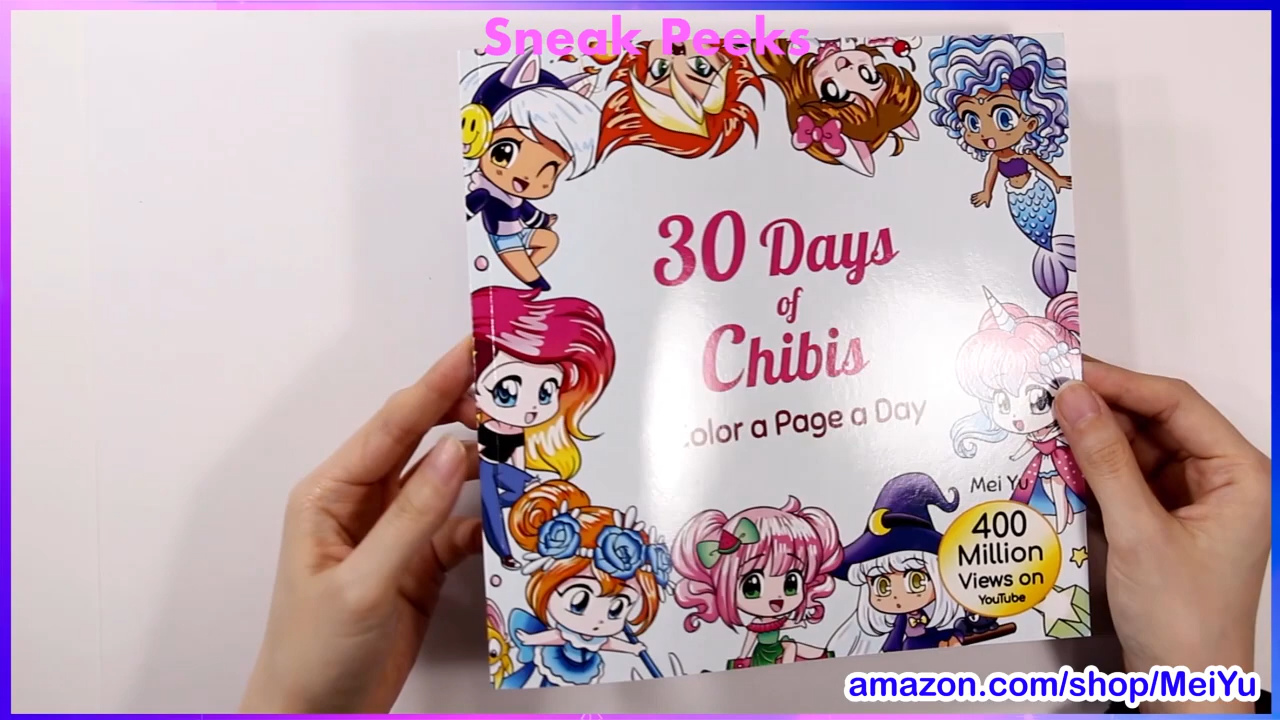 Sneak Peeks
30 Days
of
Chibis
Color a Page a Day
Mei Yu
400
Million
Views on
YouTube
amazon.com/shop/MeiYu